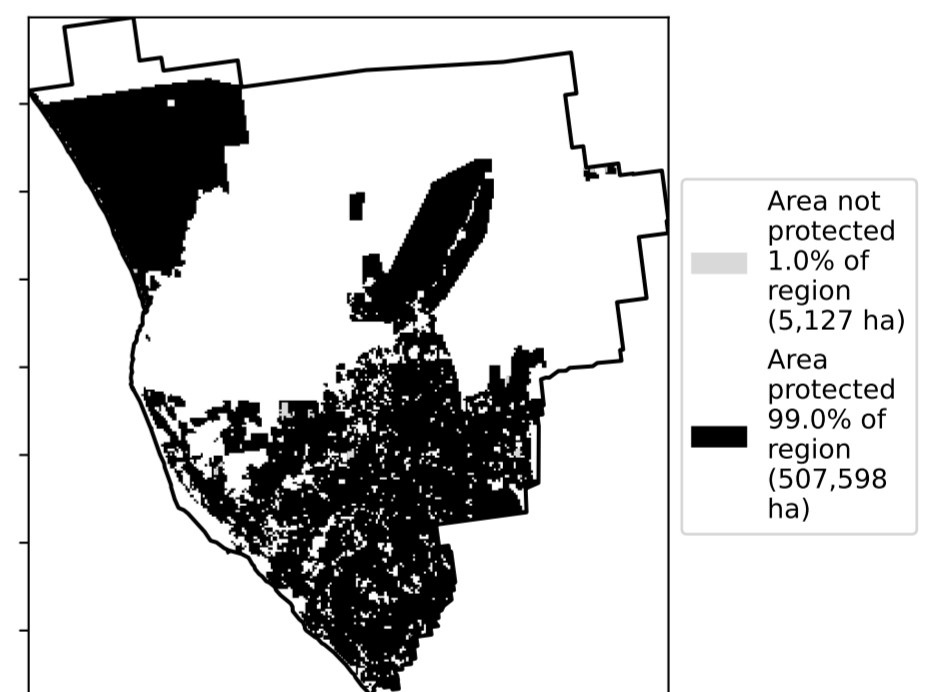 Area not
protected
1.0% of
region
(5,127 ha)
Area
protected
99.0% of
region
(507,598
ha)